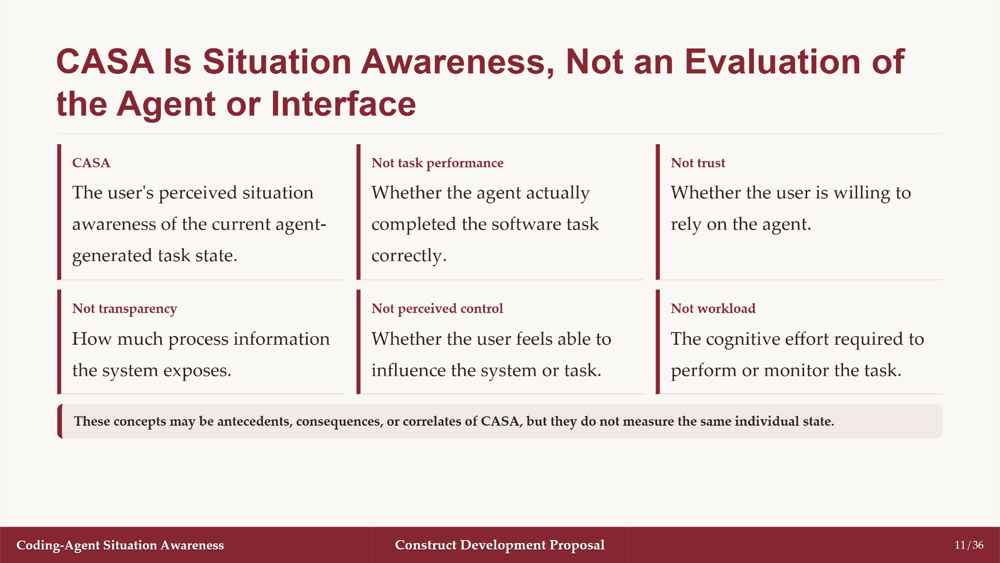 CASA Is Situation Awareness, Not an Evaluation of
the Agent or Interface
CASA
The user's perceived situation
awareness of the current agent-
generated task state.
Not task performance
Whether the agent actually
completed the software task
correctly.
Not trust
Whether the user is willing to
rely on the agent.
Not transparency
How much process information
the system exposes.
Not perceived control
Whether the user feels able to
influence the system or task.
Not workload
The cognitive effort required to
perform or monitor the task.
These concepts may be antecedents, consequences, or correlates of CASA, but they do not measure the same individual state.
Coding-Agent Situation Awareness
Construct Development Proposal
11/36